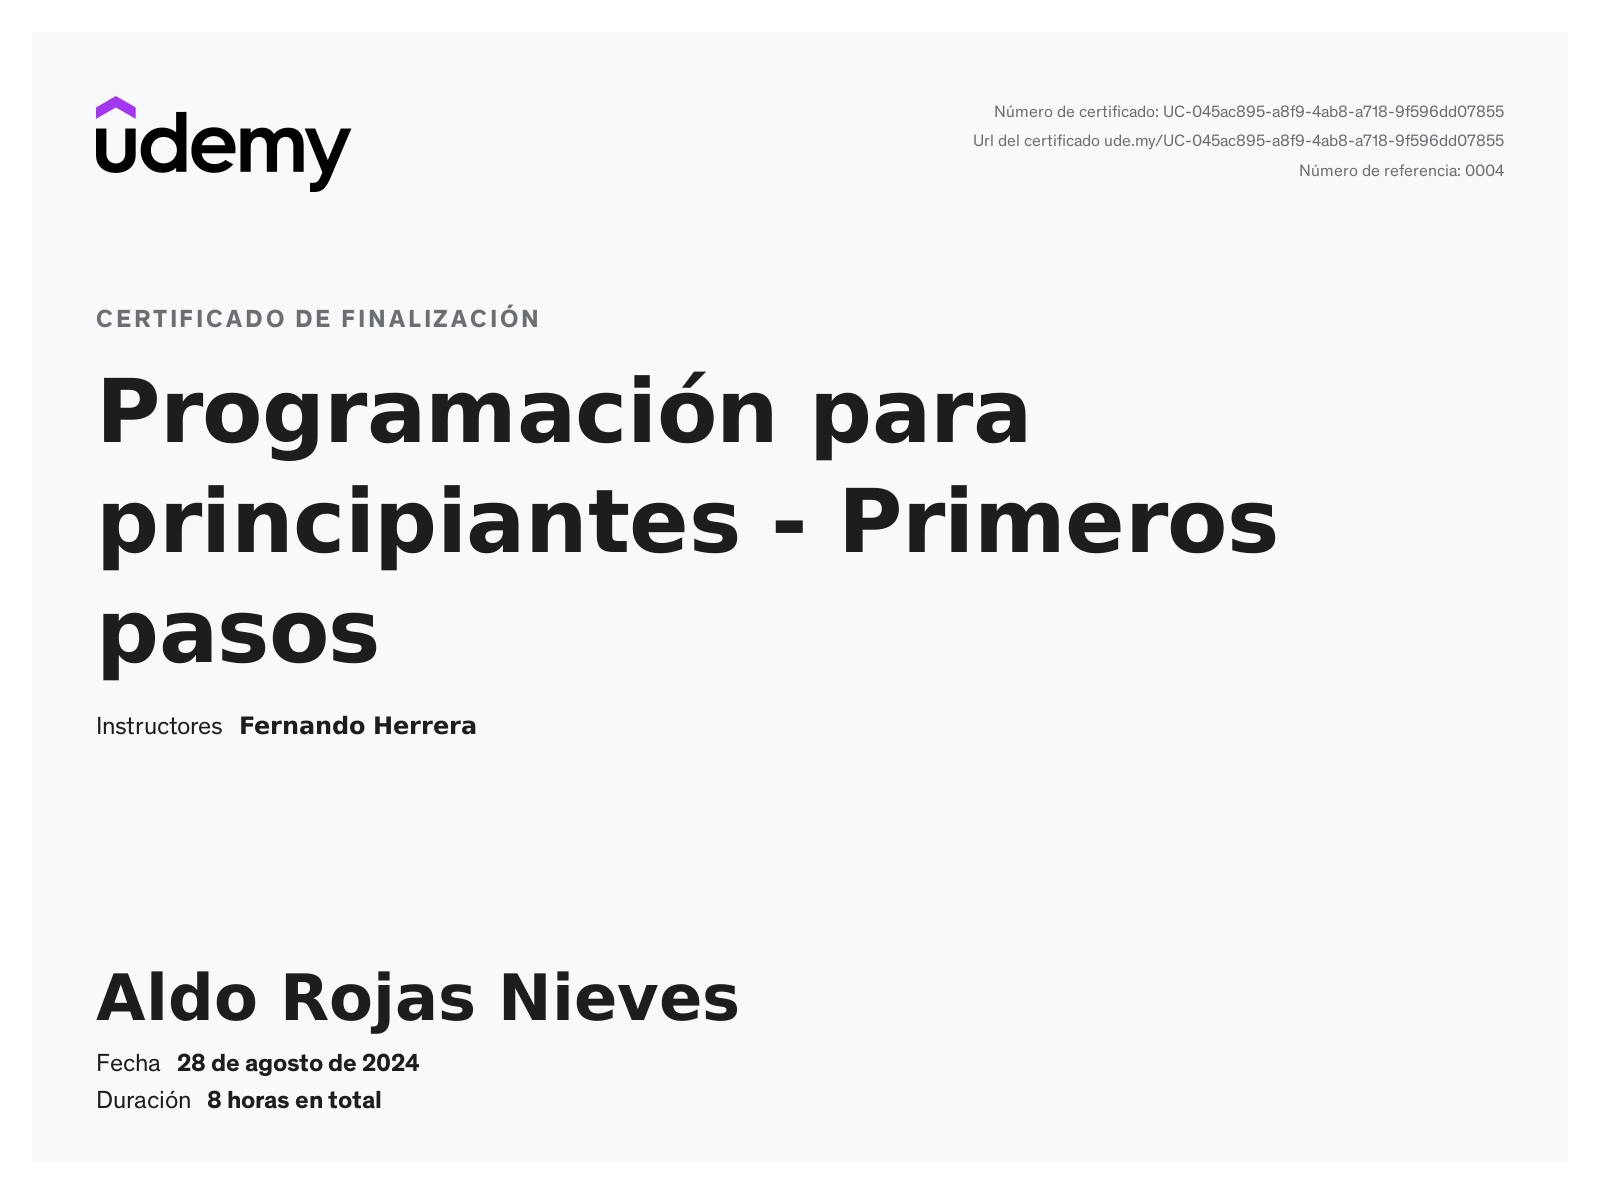 udemy
Número de certificado: UC-045ac895-a8f9-4ab8-a718-9f596dd07855
Url del certificado ude.my/UC-045ac895-a8f9-4ab8-a718-9f596dd07855
Número de referencia: 0004
CERTIFICADO DE FINALIZACIÓN
Programación para
principiantes - Primeros
pasos
Instructores Fernando Herrera
Aldo Rojas Nieves
Fecha 28 de agosto de 2024
Duración 8 horas en total